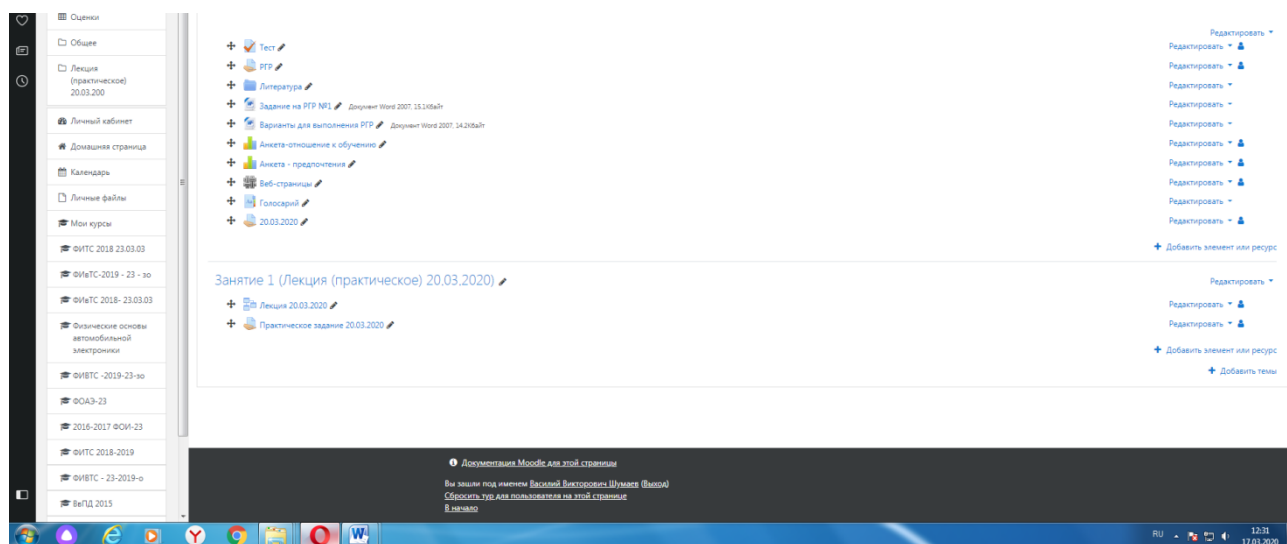 Оценки
Общее
Лекция
(практическое)
20.03.200
Личный кабинет
Домашняя страница
Календарь
Личные файлы
Мои курсы
ФИТС 2018 23.03.03
ФИвТС-2019 - 23 - зо
ФИвТС 2018- 23.03.03
Физические основы
автомобильной
электроники
ФИВТС -2019-23-зо
ФОАЭ-23
2016-2017 ФОИ-23
ФИТС 2018-2019
ФИВТС - 23-2019-о
ВвПД 2015
Редактировать
Тест Редактировать
РГР Редактировать
Литература Редактировать
Задание на РГР №1 Документ Word 2007, 15.1Кбайт Редактировать
Варианты для выполнения РГР Документ Word 2007, 14.2Кбайт Редактировать
Анкета-отношение к обучению Редактировать
Анкета - предпочтения Редактировать
Веб-страницы Редактировать
Голосарий Редактировать
20.03.2020 Редактировать
Добавить элемент или ресурс
Занятие 1 (Лекция (практическое) 20.03.2020) Редактировать
Лекция 20.03.2020 Редактировать
Практическое задание 20.03.2020 Редактировать
Добавить элемент или ресурс
Добавить темы
Документация Moodle для этой страницы
Вы зашли под именем Василий Викторович Шумаев (Выход)
Сбросить тур для пользователя на этой странице
В начало
RU 12:31
17.03.2020